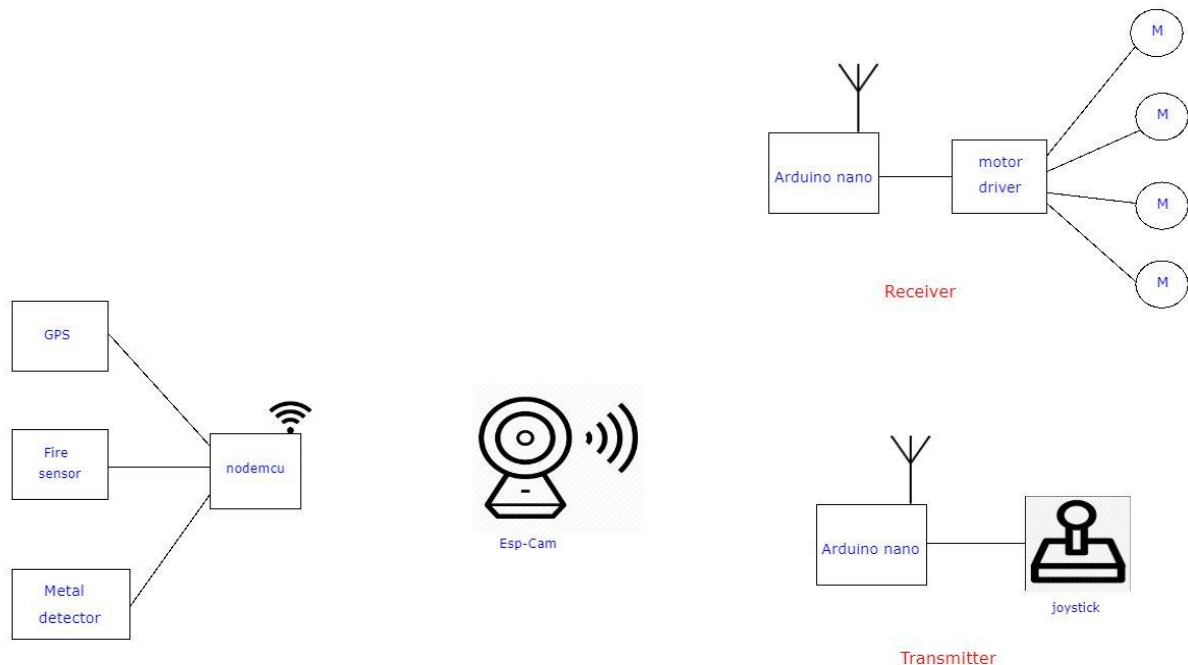 M
M
Arduino nano
motor
driver
M
M
Receiver
GPS
Fire
sensor
nodemcu
Metal
detector
Esp-Cam
Arduino nano
joystick
Transmitter